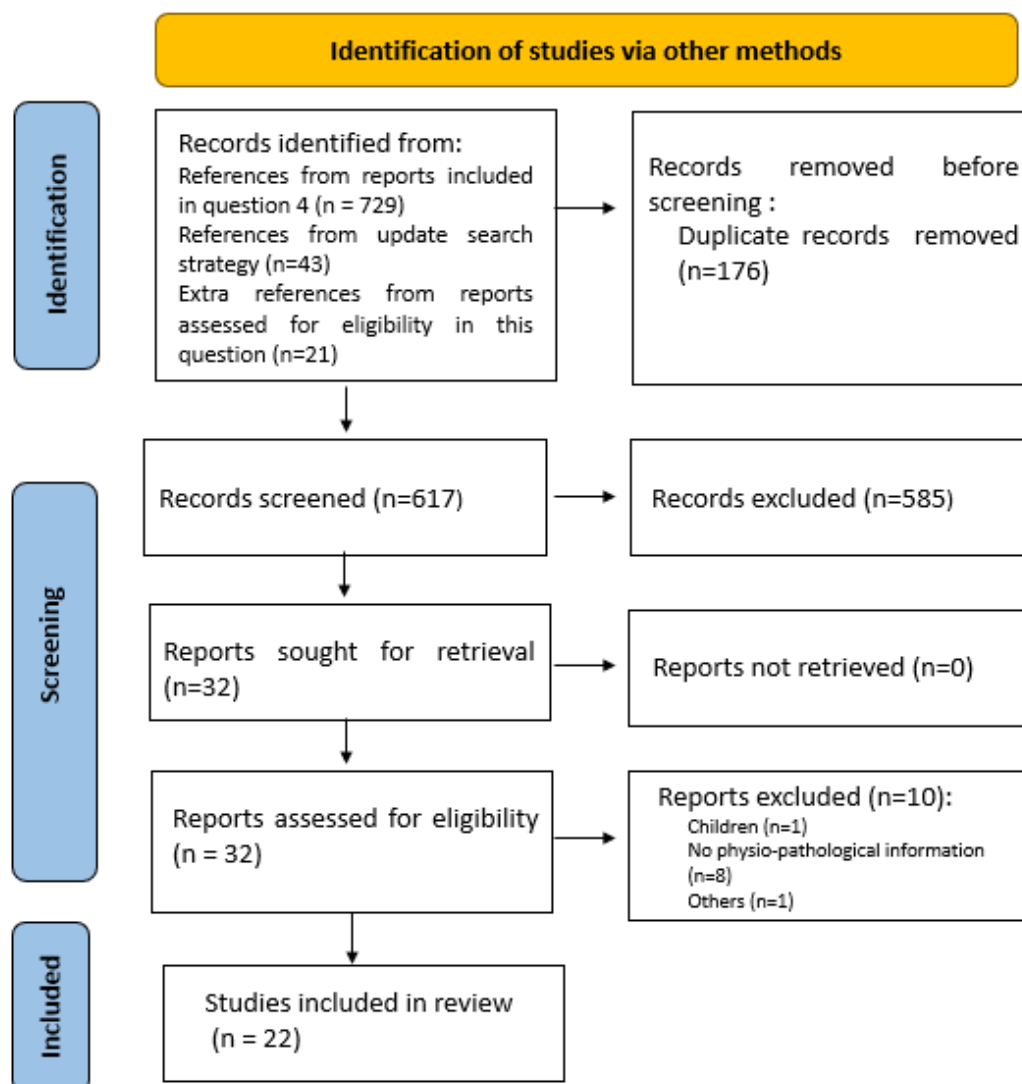 Identification of studies via other methods
Identification
Records identified from:
References from reports included
in question 4 (n = 729)
References from update search
strategy (n=43)
Extra references from reports
assessed for eligibility in this
question (n=21)
Records removed before
screening :
Duplicate records removed
(n=176)
Screening
Records screened (n=617)
Records excluded (n=585)
Reports sought for retrieval
(n=32)
Reports not retrieved (n=0)
Reports assessed for eligibility
(n = 32)
Reports excluded (n=10):
Children (n=1)
No physio-pathological information
(n=8)
Others (n=1)
Included
Studies included in review
(n = 22)